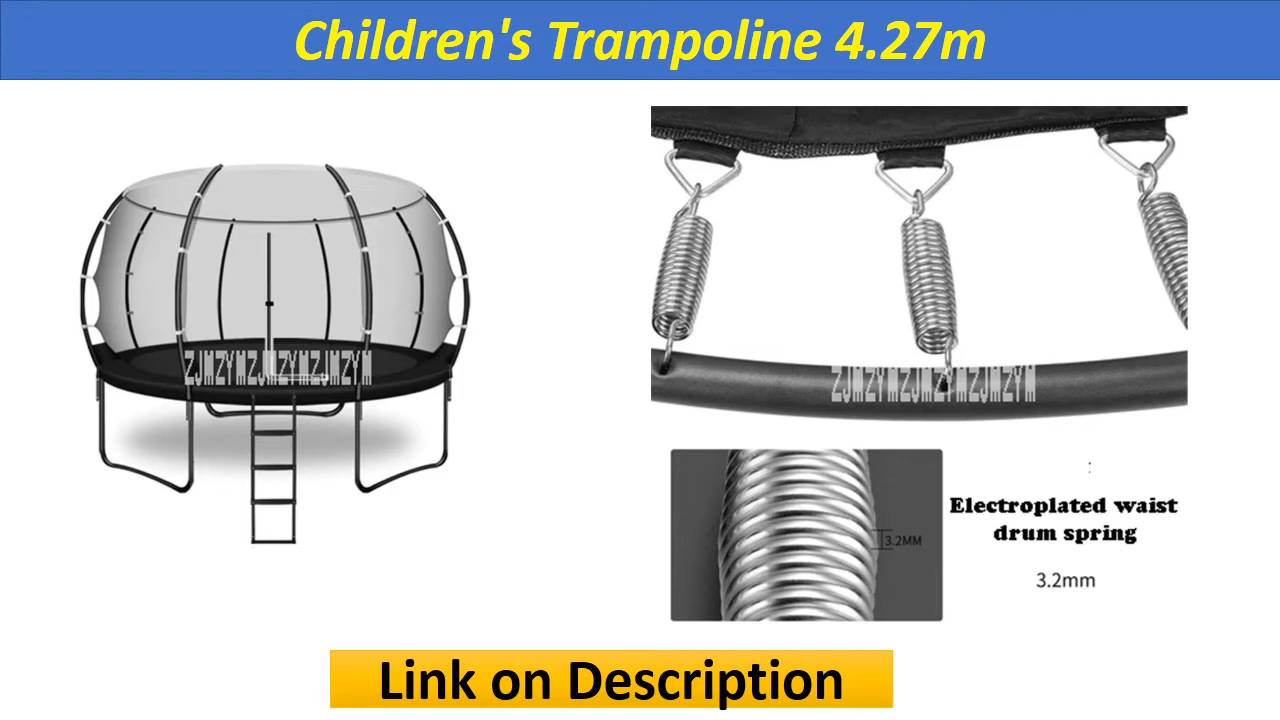 Children's Trampoline 4.27m
ZJMZYMZJMZYMZJMZYM
ZJMZYMZJMZYMZJMZYM
3.2MM
:
Electroplated waist
drum spring
3.2mm
Link on Description